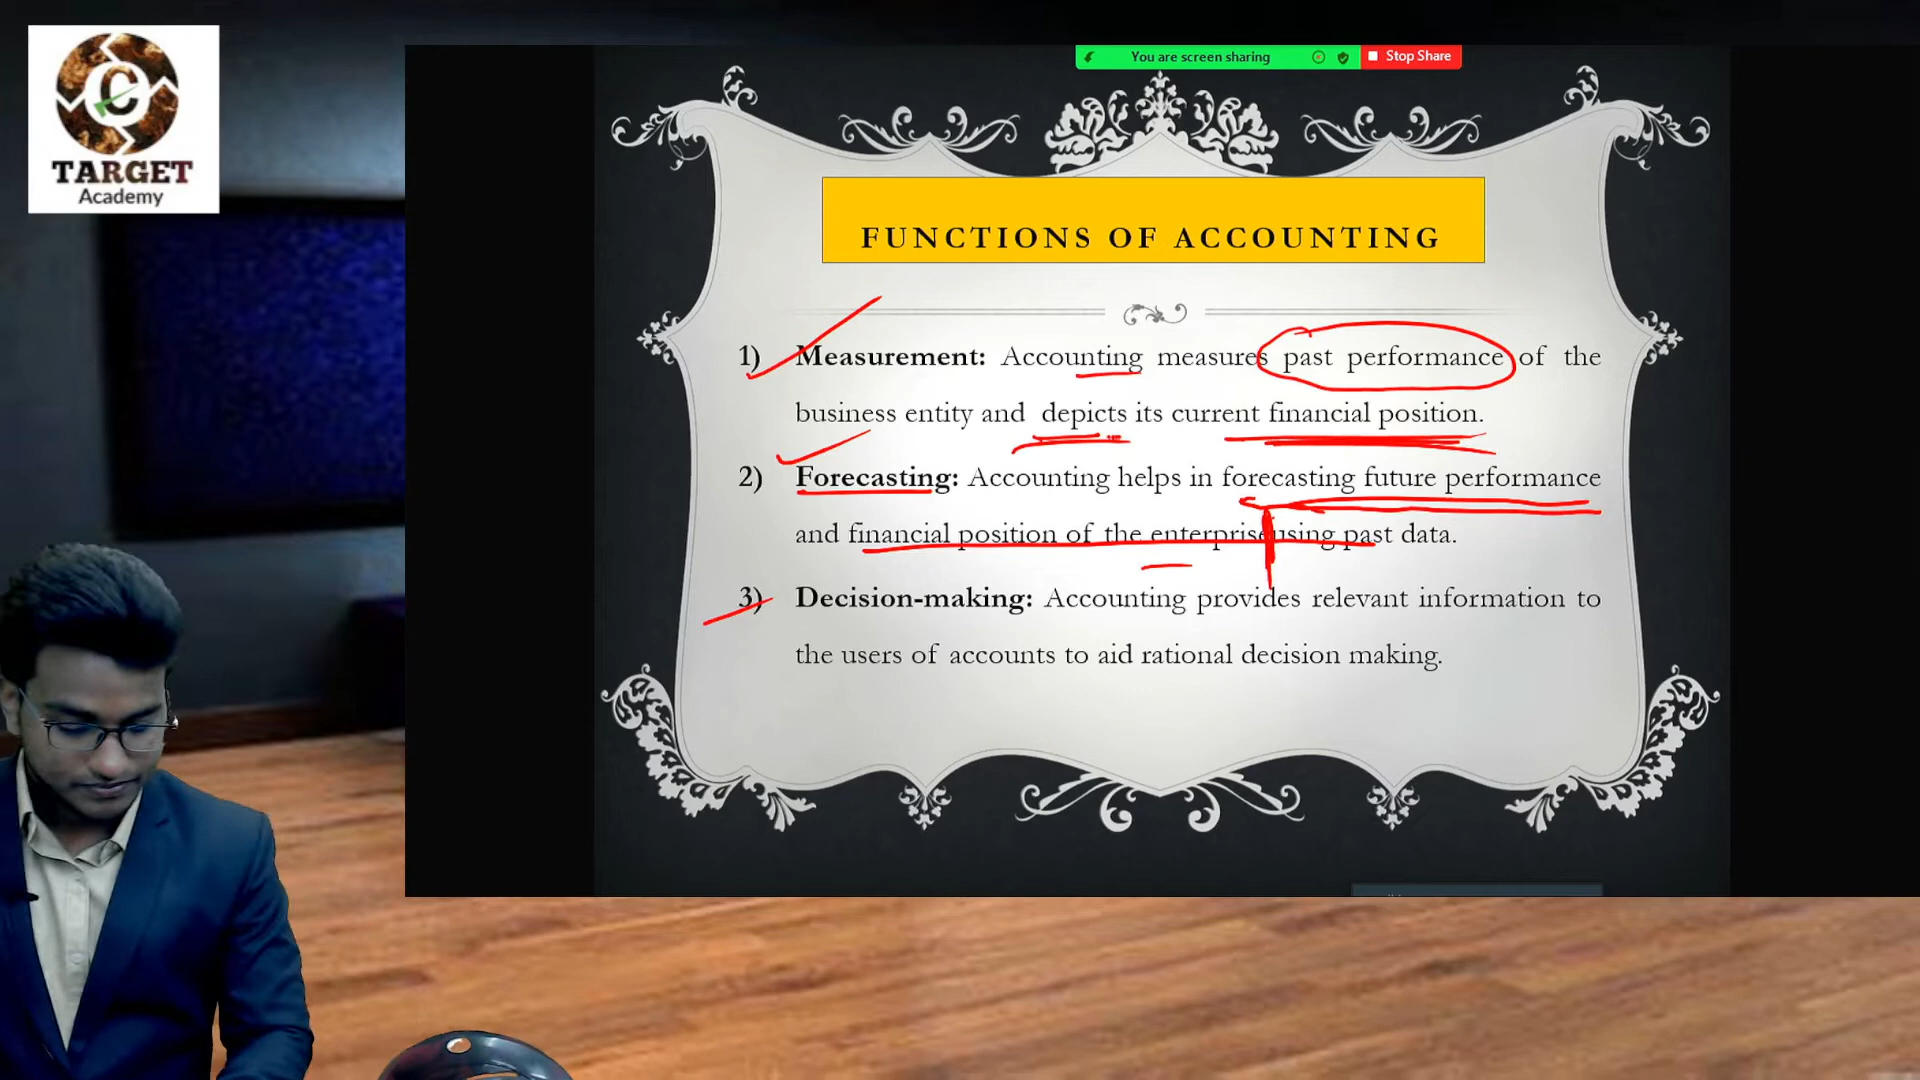 C
TARGET
Academy
You are screen sharing
Stop Share
FUNCTIONS OF ACCOUNTING
1) Measurement: Accounting measures past performance of the
business entity and depicts its current financial position.
2) Forecasting: Accounting helps in forecasting future performance
and financial position of the enterprise using past data.
3) Decision-making: Accounting provides relevant information to
the users of accounts to aid rational decision making.